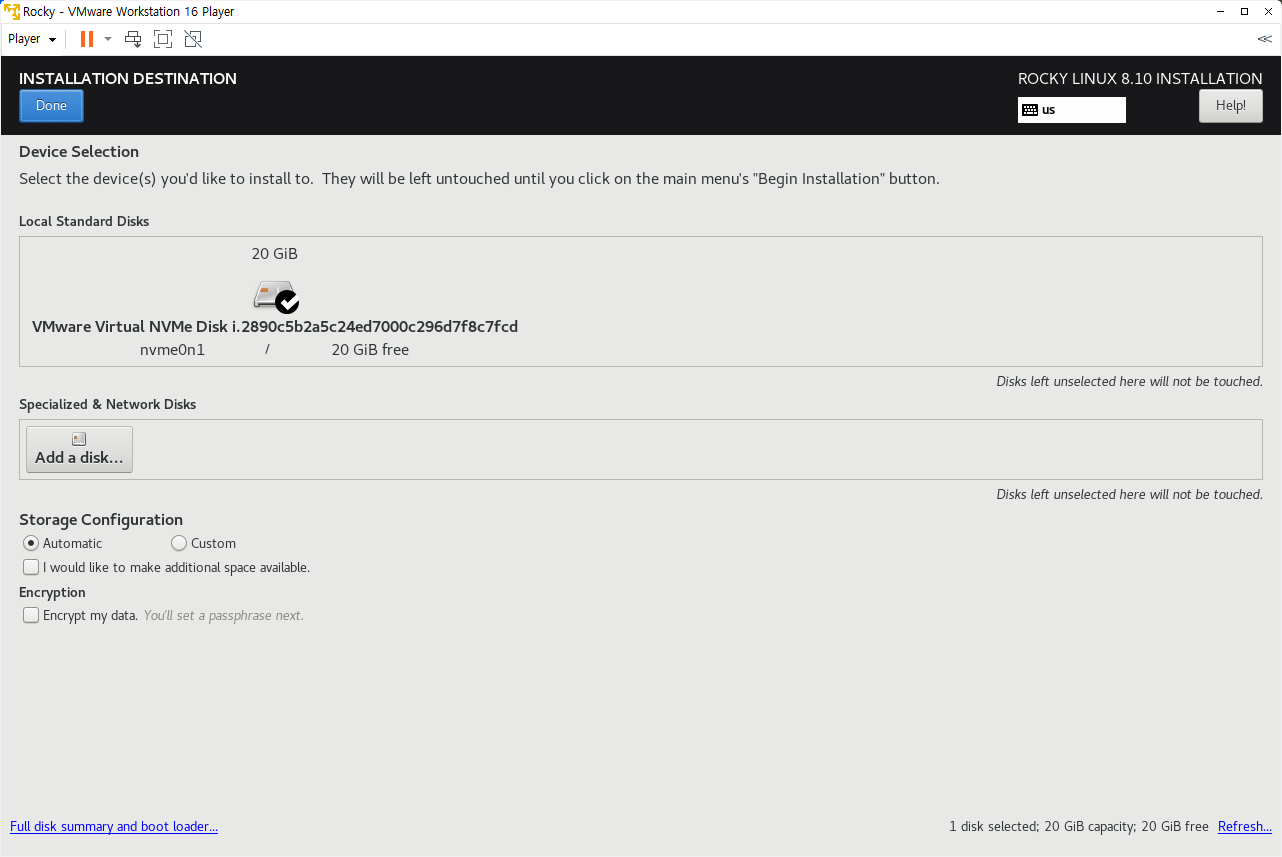 Rocky - VMware Workstation 16 Player
Player
INSTALLATION DESTINATION
ROCKY LINUX 8.10 INSTALLATION
Done
us
Help!
Device Selection
Select the device(s) you'd like to install to.  They will be left untouched until you click on the main menu's "Begin Installation" button.
Local Standard Disks
20 GiB
VMware Virtual NVMe Disk i.2890c5b2a5c24ed7000c296d7f8c7fcd
nvme0n1 / 20 GiB free
Disks left unselected here will not be touched.
Specialized & Network Disks
Add a disk...
Disks left unselected here will not be touched.
Storage Configuration
Automatic Custom
I would like to make additional space available.
Encryption
Encrypt my data. You'll set a passphrase next.
Full disk summary and boot loader... 1 disk selected; 20 GiB capacity; 20 GiB free Refresh...